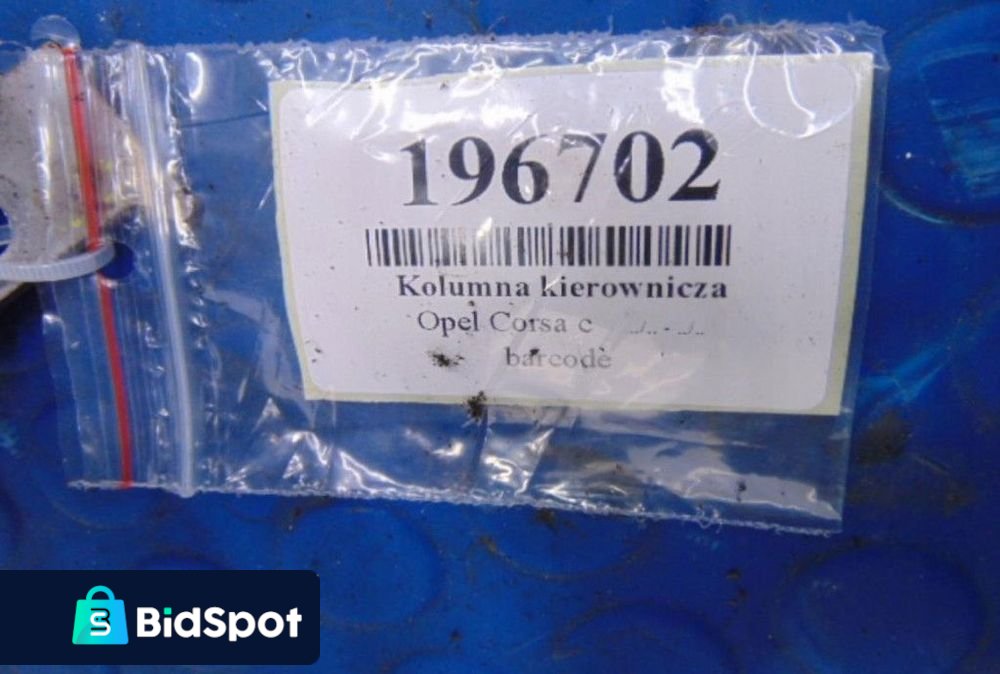 196702
Kolumna kierownicza
Opel Corsa c ../.. - ../..
barcode
BidSpot